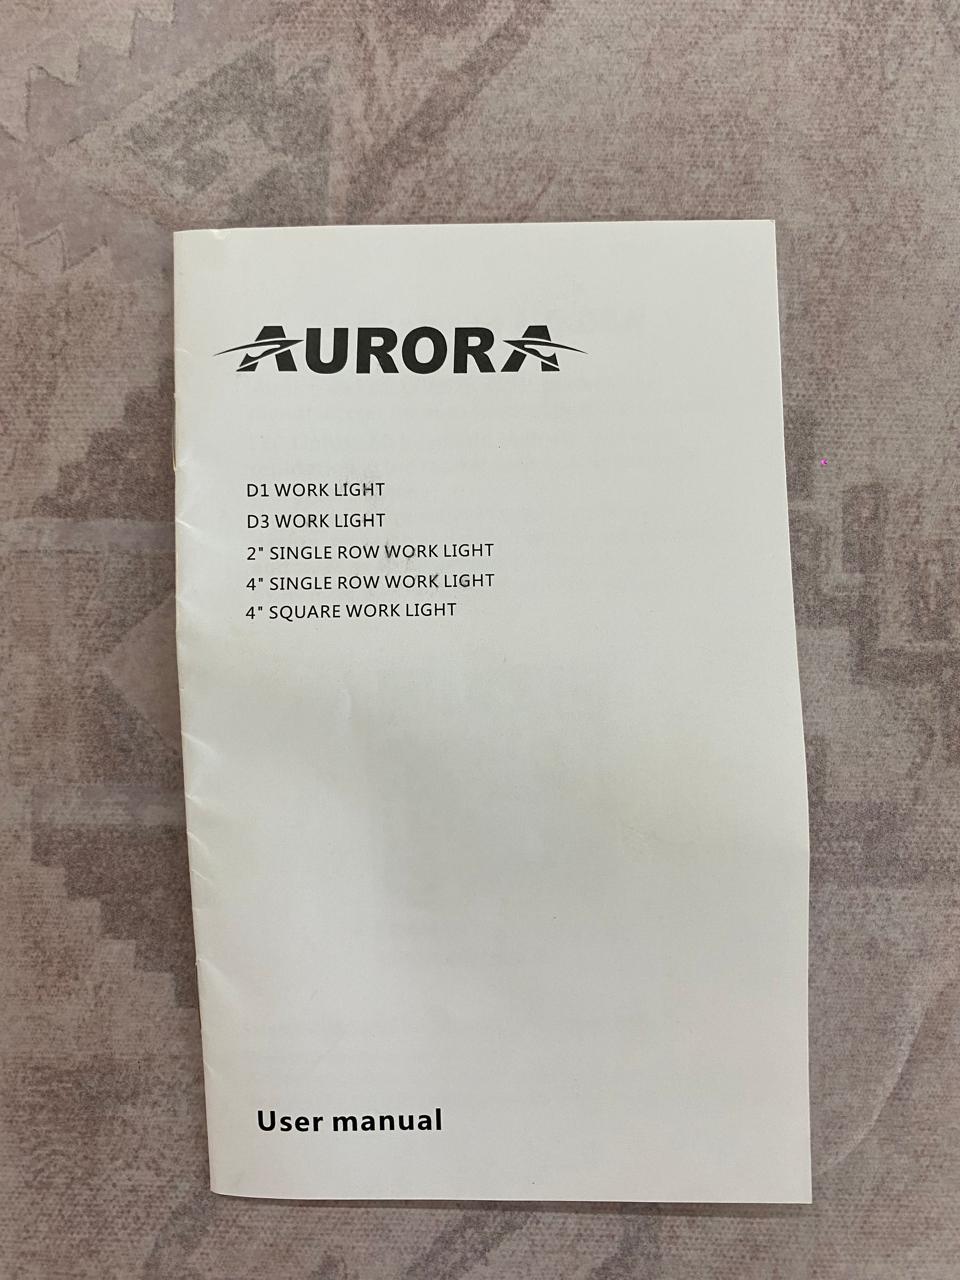 AURORA
D1 WORK LIGHT
D3 WORK LIGHT
2" SINGLE ROW WORK LIGHT
4" SINGLE ROW WORK LIGHT
4" SQUARE WORK LIGHT
User manual